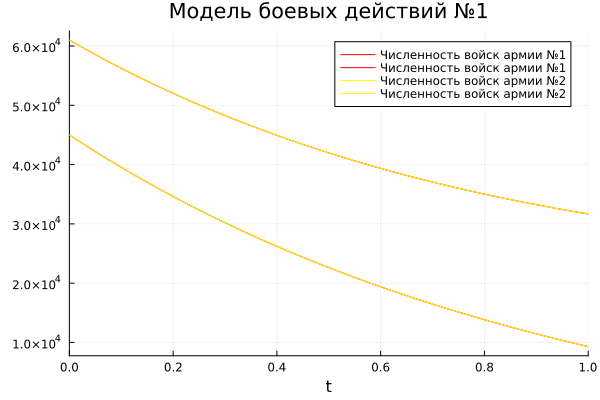 Модель боевых действий №1
Численность войск армии №1
Численность войск армии №1
Численность войск армии №2
Численность войск армии №2
6.0×10⁴
5.0×10⁴
4.0×10⁴
3.0×10⁴
2.0×10⁴
1.0×10⁴
0.0 0.2 0.4 0.6 0.8 1.0
t